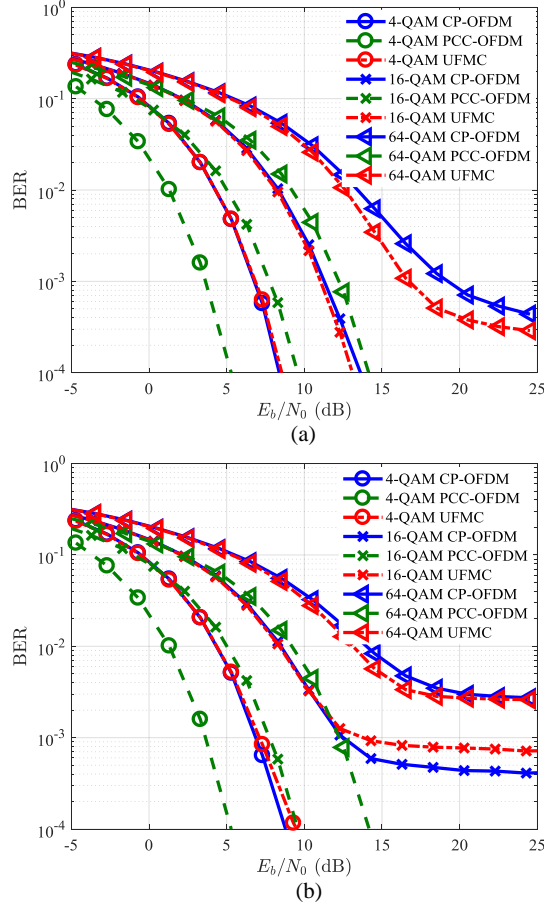 10^0
10^-1
10^-2
10^-3
10^-4
BER
4-QAM CP-OFDM
4-QAM PCC-OFDM
4-QAM UFMC
16-QAM CP-OFDM
16-QAM PCC-OFDM
16-QAM UFMC
64-QAM CP-OFDM
64-QAM PCC-OFDM
64-QAM UFMC
-5 0 5 10 15 20 25
E_b/N_0 (dB)
(a)
10^0
10^-1
10^-2
10^-3
10^-4
BER
4-QAM CP-OFDM
4-QAM PCC-OFDM
4-QAM UFMC
16-QAM CP-OFDM
16-QAM PCC-OFDM
16-QAM UFMC
64-QAM CP-OFDM
64-QAM PCC-OFDM
64-QAM UFMC
-5 0 5 10 15 20 25
E_b/N_0 (dB)
(b)